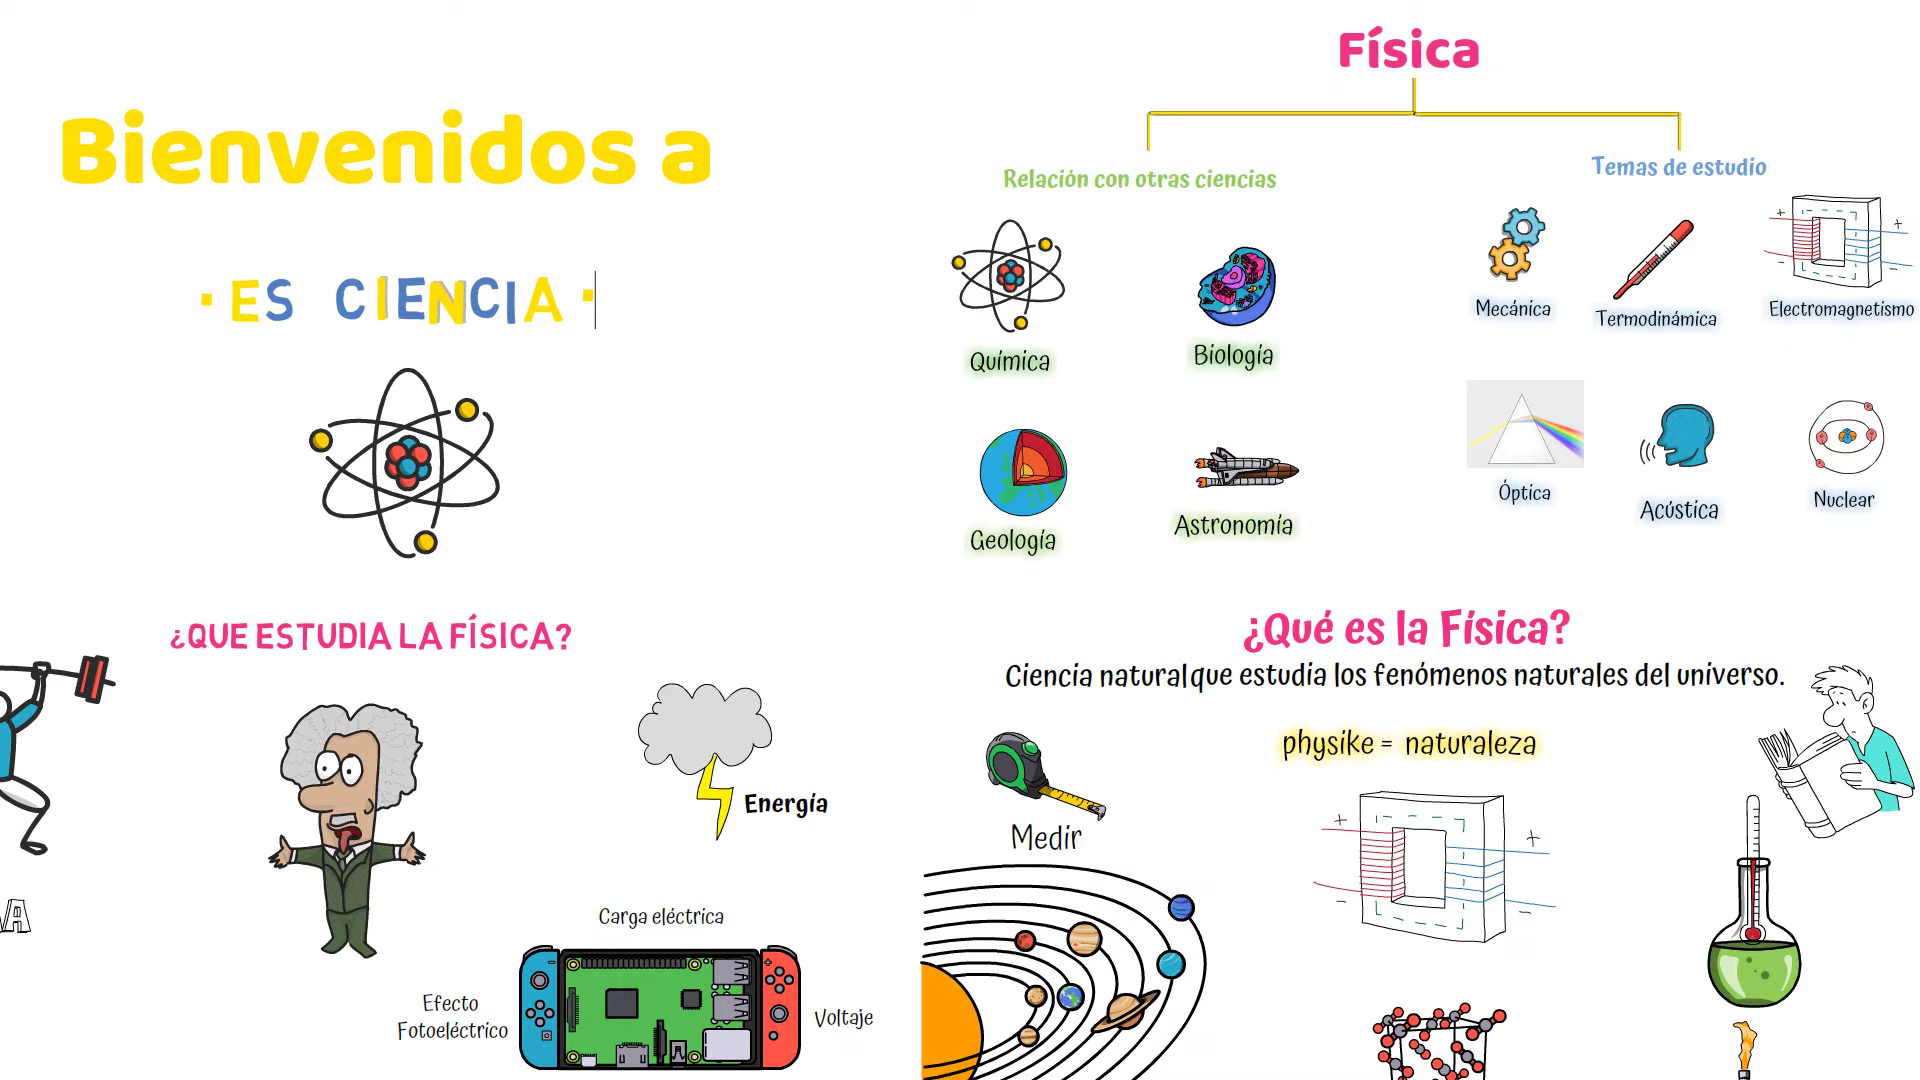 Bienvenidos a
· ES CIENCIA ·
Física
Relación con otras ciencias
Temas de estudio
Química
Biología
Geología
Astronomía
Mecánica
Termodinámica
Electromagnetismo
Óptica
Acústica
Nuclear
¿QUE ESTUDIA LA FÍSICA?
Energía
Carga eléctrica
Efecto
Fotoeléctrico
Voltaje
¿Qué es la Física?
Ciencia natural que estudia los fenómenos naturales del universo.
physike = naturaleza
Medir